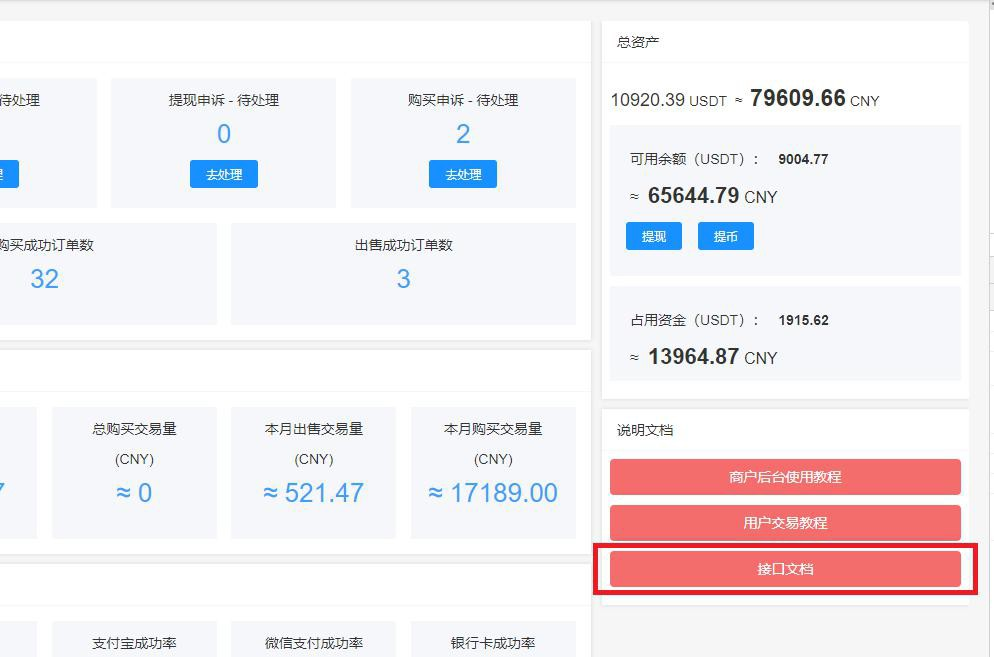 待处理
提现申诉 - 待处理
0
去处理
购买申诉 - 待处理
2
去处理
购买成功订单数
32
出售成功订单数
3
总购买交易量
(CNY)
≈ 0
本月出售交易量
(CNY)
≈ 521.47
本月购买交易量
(CNY)
≈ 17189.00
支付宝成功率
微信支付成功率
银行卡成功率
总资产
10920.39 USDT ≈ 79609.66 CNY
可用余额（USDT）： 9004.77
≈ 65644.79 CNY
提现 提币
占用资金（USDT）： 1915.62
≈ 13964.87 CNY
说明文档
商户后台使用教程
用户交易教程
接口文档